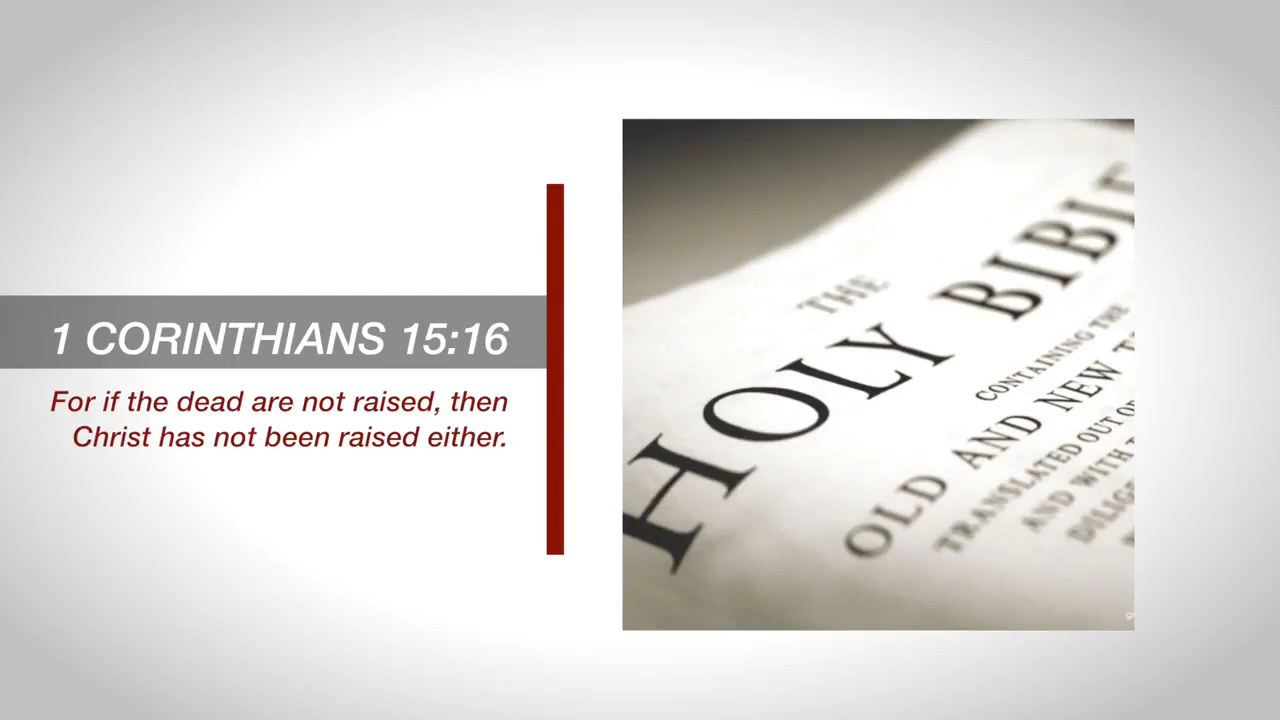 1 CORINTHIANS 15:16
For if the dead are not raised, then
Christ has not been raised either.
THE
HOLY BIBLE
CONTAINING THE
OLD AND NEW
TRANSLATED OUT OF
AND WITH